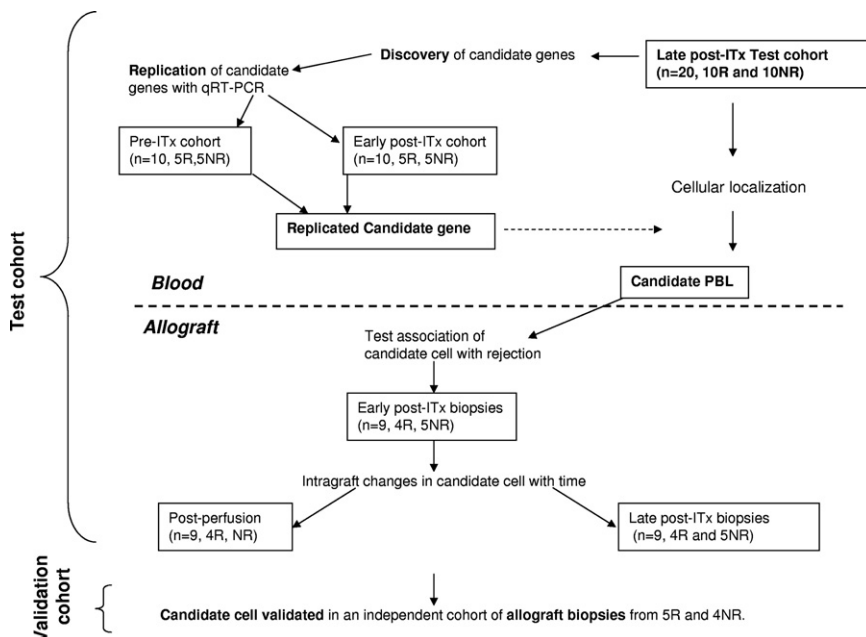 Discovery of candidate genes
Late post-ITx Test cohort
(n=20, 10R and 10NR)
Replication of candidate
genes with qRT-PCR
Pre-ITx cohort
(n=10, 5R,5NR)
Early post-ITx cohort
(n=10, 5R, 5NR)
Cellular localization
Replicated Candidate gene
Test cohort
Blood
Candidate PBL
Allograft
Test association of
candidate cell with rejection
Early post-ITx biopsies
(n=9, 4R, 5NR)
Intragraft changes in candidate cell with time
Post-perfusion
(n=9, 4R, NR)
Late post-ITx biopsies
(n=9, 4R and 5NR)
Validation
cohort
Candidate cell validated in an independent cohort of allograft biopsies from 5R and 4NR.